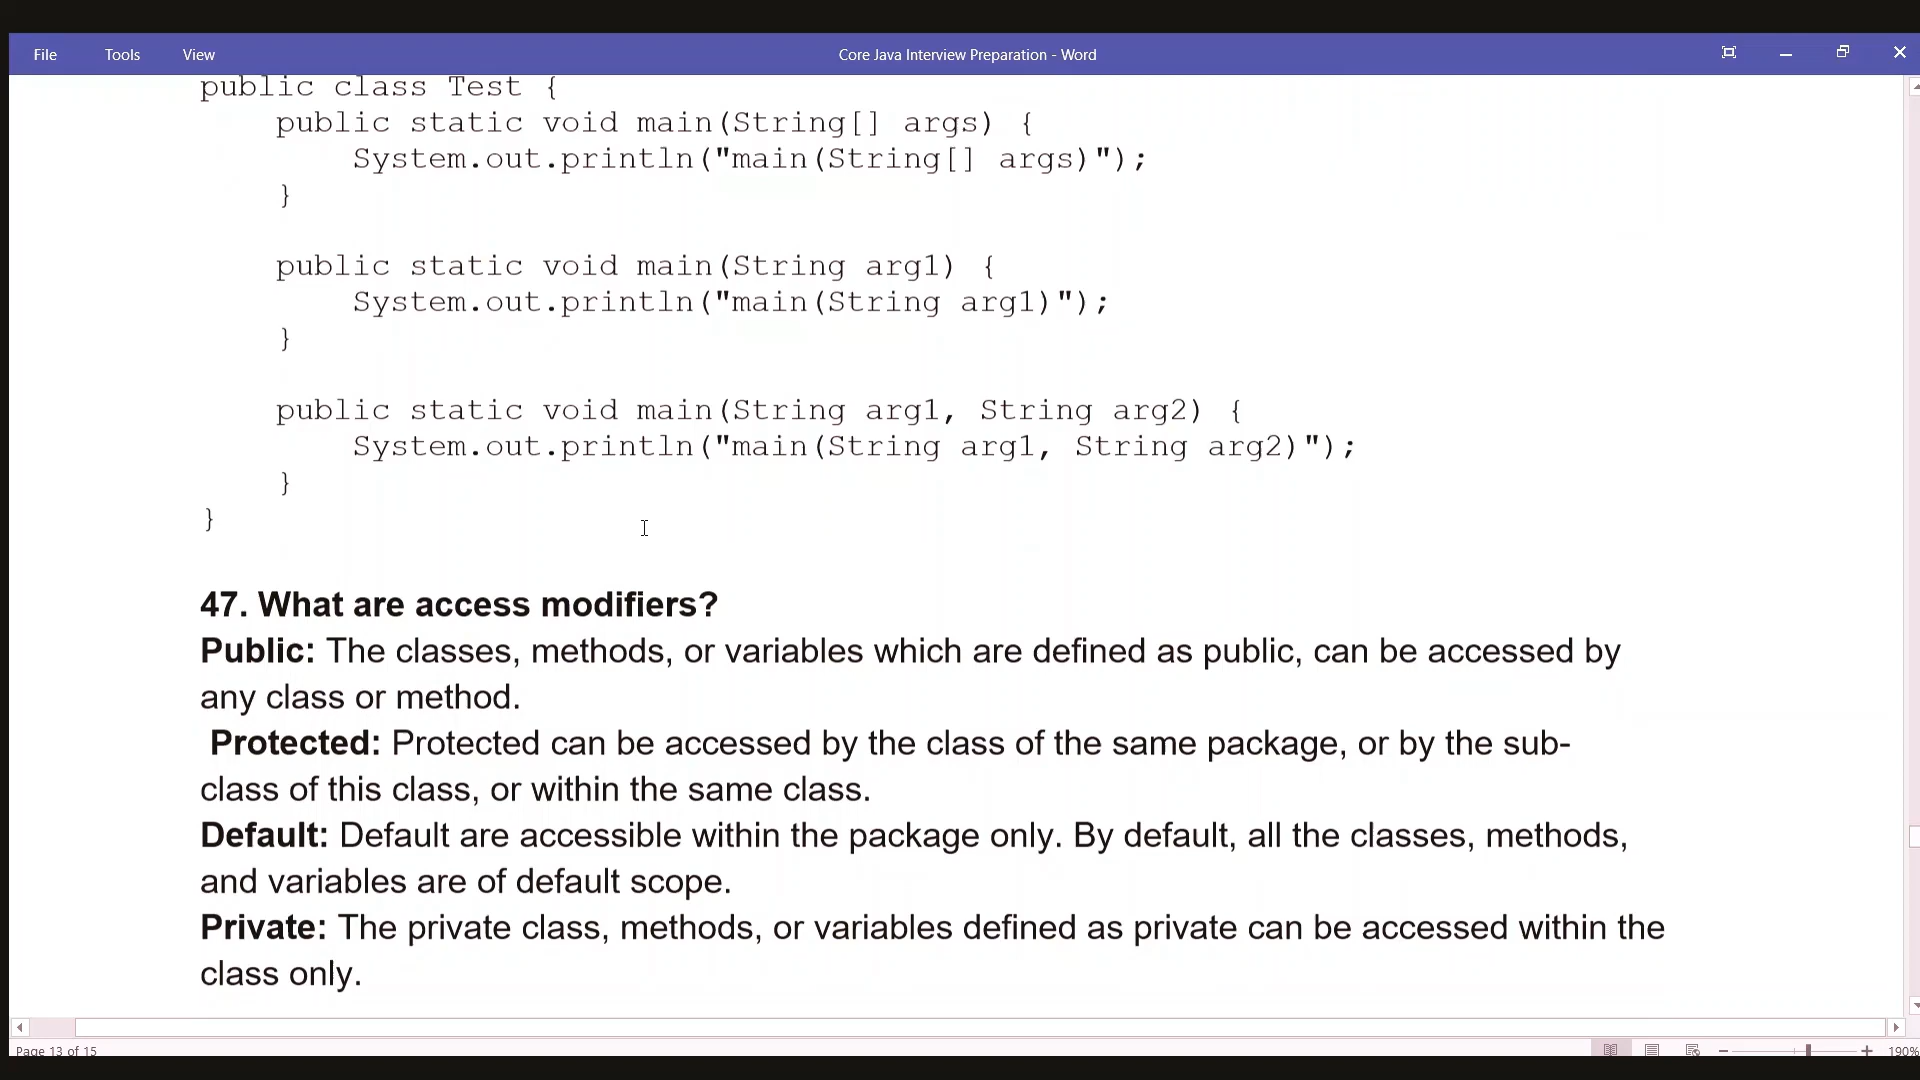 File Tools View Core Java Interview Preparation - Word
public class Test {
public static void main(String[] args) {
System.out.println("main(String[] args)");
}
public static void main(String arg1) {
System.out.println("main(String arg1)");
}
public static void main(String arg1, String arg2) {
System.out.println("main(String arg1, String arg2)");
}
}
47. What are access modifiers?
Public: The classes, methods, or variables which are defined as public, can be accessed by
any class or method.
Protected: Protected can be accessed by the class of the same package, or by the sub-
class of this class, or within the same class.
Default: Default are accessible within the package only. By default, all the classes, methods,
and variables are of default scope.
Private: The private class, methods, or variables defined as private can be accessed within the
class only.
Page 13 of 15 190%